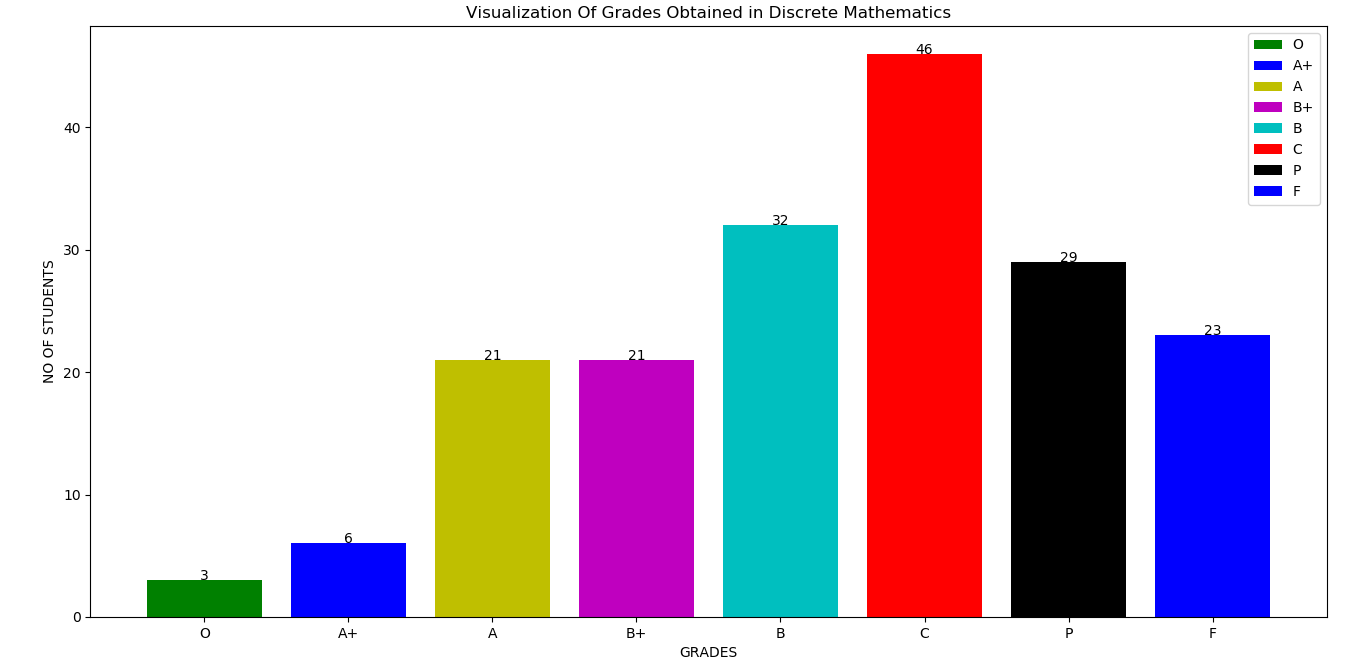 Visualization Of Grades Obtained in Discrete Mathematics
46
O
A+
A
B+
B
C
P
F
40
32
30
29
23
21
21
20
NO OF STUDENTS
10
6
3
0
O A+ A B+ B C P F
GRADES